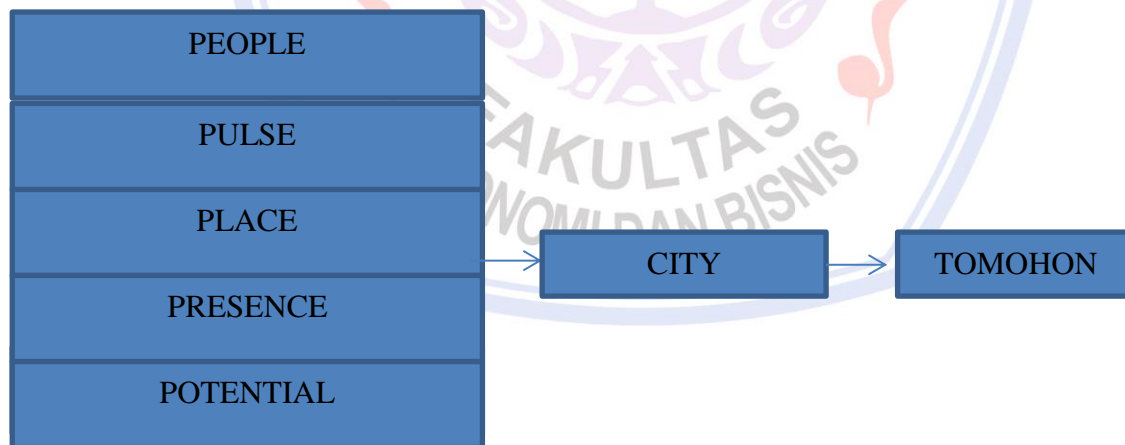 PEOPLE
PULSE
PLACE
PRESENCE
POTENTIAL
CITY
TOMOHON
FAKULTAS
DAN BISNIS